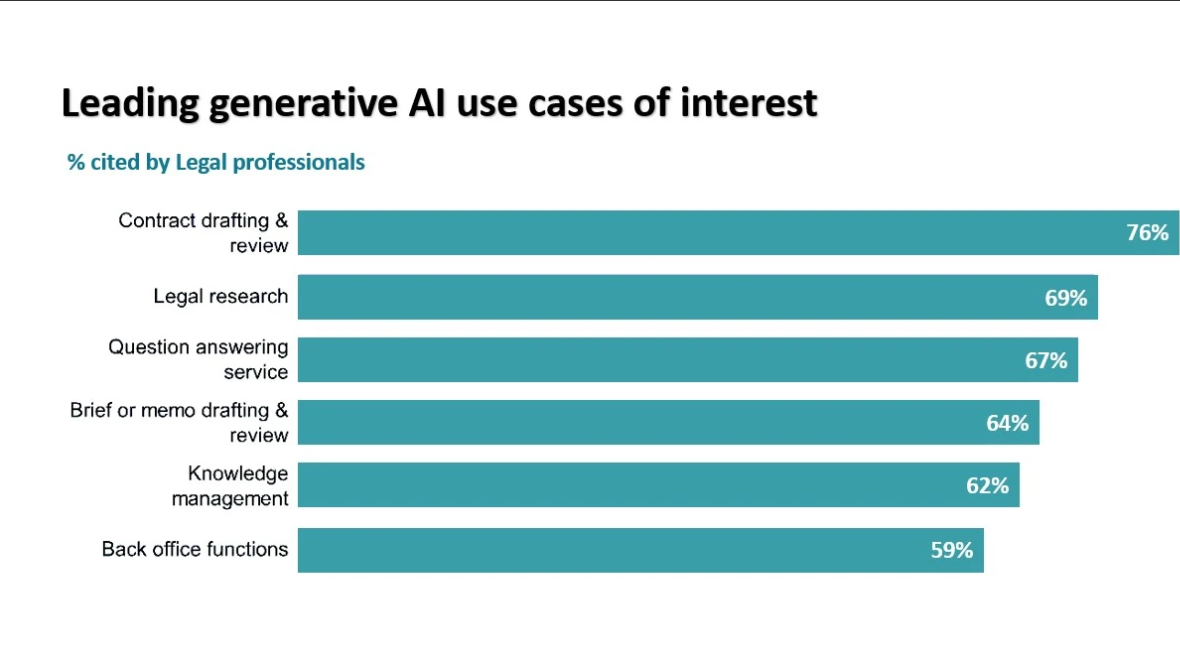 Leading generative AI use cases of interest
% cited by Legal professionals
Contract drafting &
review
76%
Legal research
69%
Question answering
service
67%
Brief or memo drafting &
review
64%
Knowledge
management
62%
Back office functions
59%